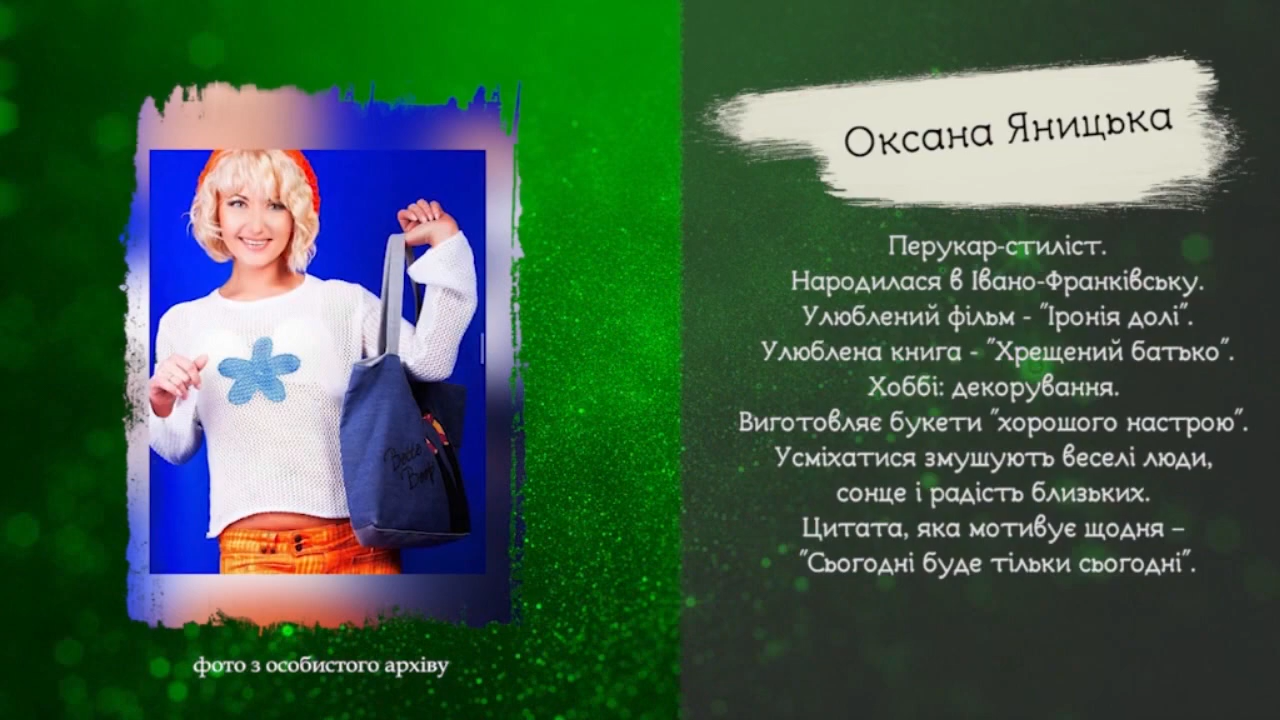 Оксана Яницька
Перукар-стиліст.
Народилася в Івано-Франківську.
Улюблений фільм - "Іронія долі".
Улюблена книга - "Хрещений батько".
Хоббі: декорування.
Виготовляє букети "хорошого настрою".
Усміхатися змушують веселі люди,
сонце і радість близьких.
Цитата, яка мотивує щодня –
"Сьогодні буде тільки сьогодні".
Betty
Boop
фото з особистого архіву